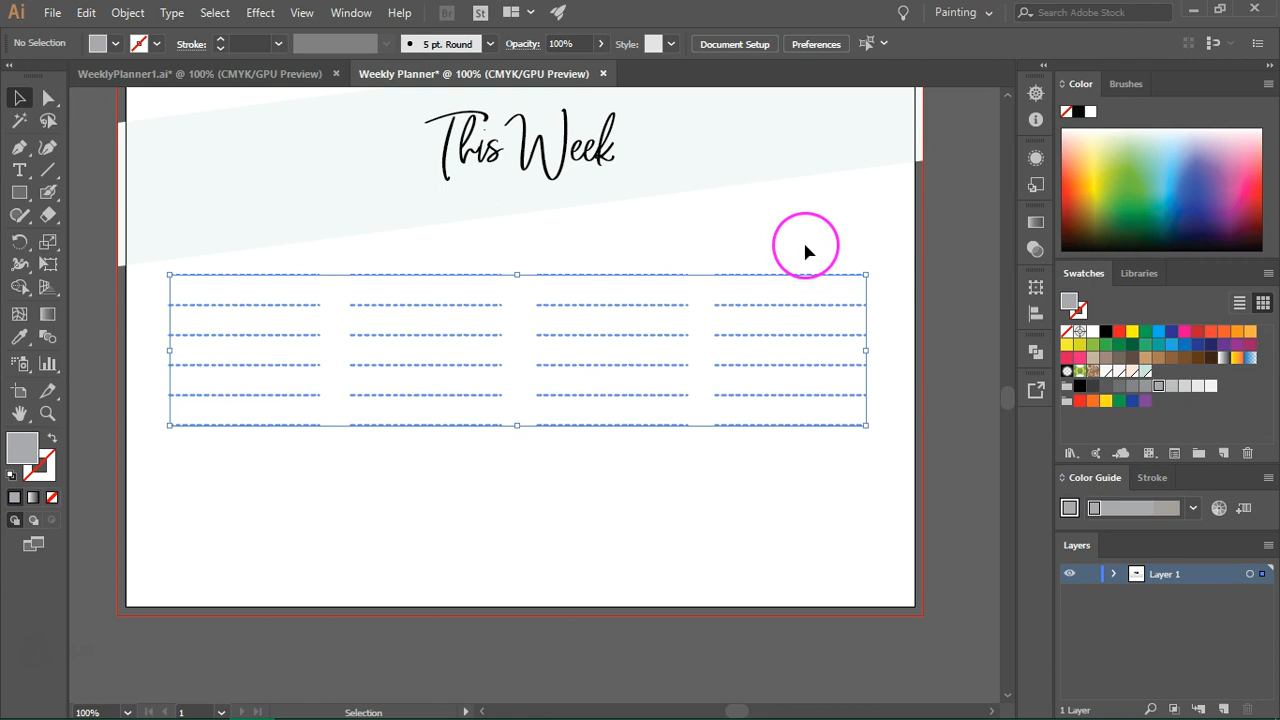 Ai File Edit Object Type Select Effect View Window Help Br St Painting Search Adobe Stock
No Selection Stroke: 5 pt. Round Opacity: 100% Style: Document Setup Preferences
WeeklyPlanner1.ai* @ 100% (CMYK/GPU Preview) × Weekly Planner* @ 100% (CMYK/GPU Preview) ×
Color Brushes
This Week
Swatches Libraries
Color Guide Stroke
Layers
Layer 1
100% 1 Selection 1 Layer